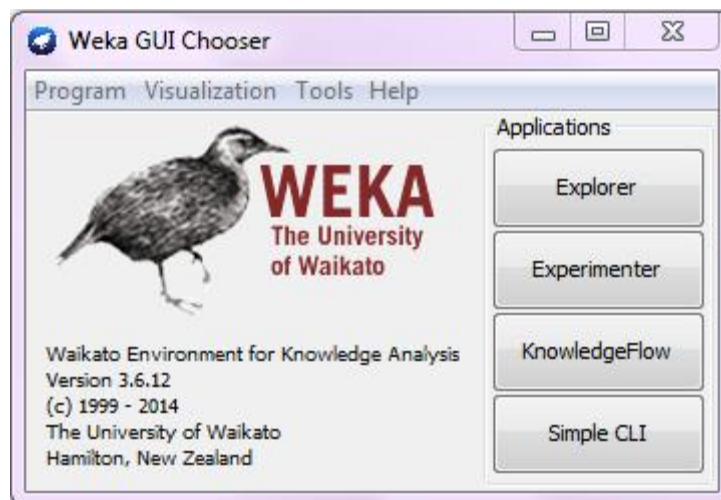 Weka GUI Chooser
Program Visualization Tools Help
WEKA
The University
of Waikato
Waikato Environment for Knowledge Analysis
Version 3.6.12
(c) 1999 - 2014
The University of Waikato
Hamilton, New Zealand
Applications
Explorer
Experimenter
KnowledgeFlow
Simple CLI